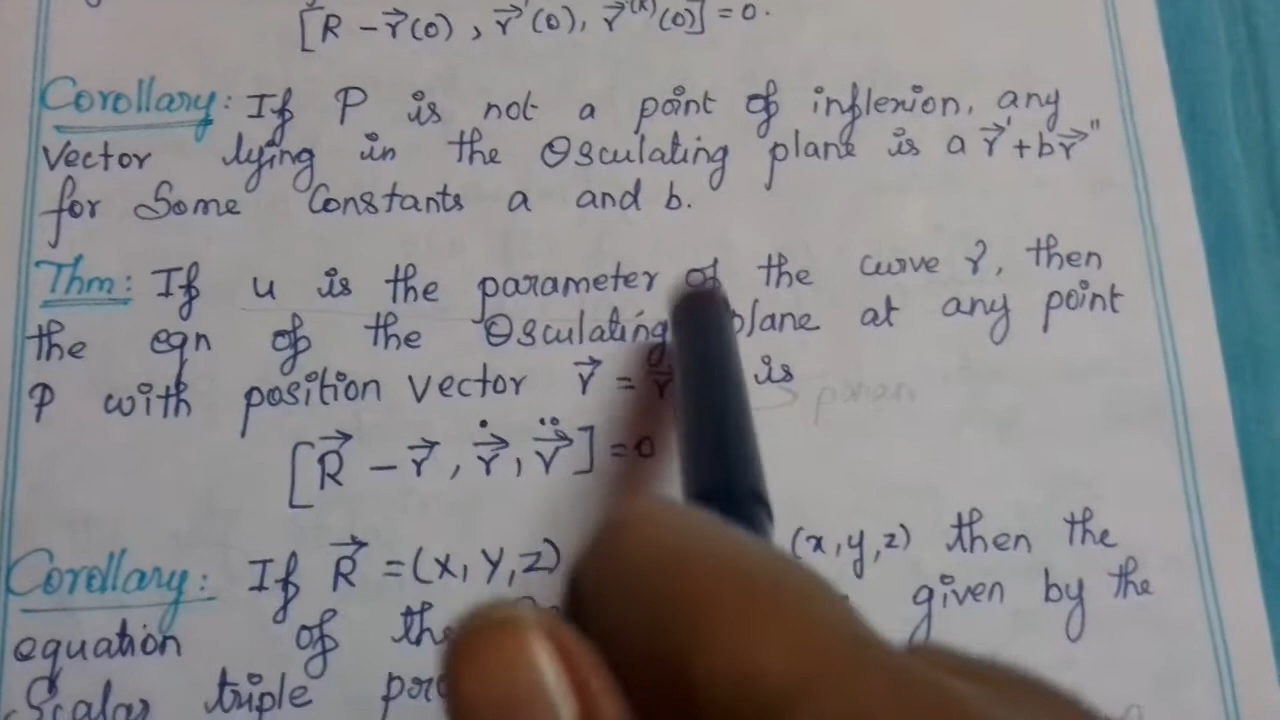 [R - r⃗(0), r⃗'(0), r⃗⁽ᵏ⁾(0)] = 0.
Corollary: If P is not a point of inflexion, any
vector lying in the Osculating plane is a r⃗' + b r⃗"
for Some Constants a and b.
Thm: If u is the parameter of the curve γ, then
the eqn of the Osculating plane at any point
P with position vector r⃗ = is
[R⃗ - r⃗, ṙ⃗, r̈⃗] = 0
Corollary: If R⃗ = (X, Y, Z) (x, y, z) then the
equation of given by the
Scalar triple